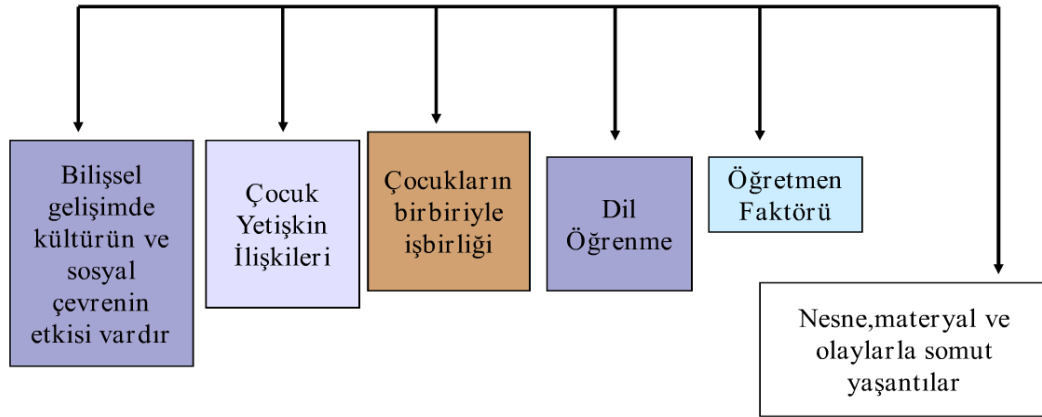 Bilişsel
gelişimde
kültürün ve
sosyal
çevrenin
etkisi vardır
Çocuk
Yetişkin
İlişkileri
Çocukların
birbiriyle
işbirliği
Dil
Öğrenme
Öğretmen
Faktörü
Nesne,materyal ve
olaylarla somut
yaşantılar